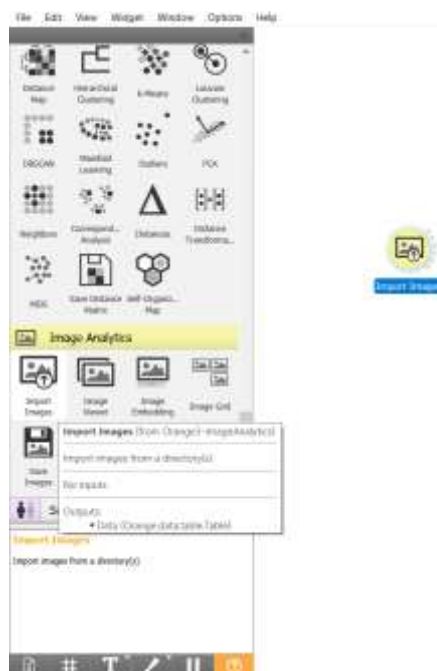 File Edit View Widget Window Options Help
Distance Map
Hierarchical Clustering
k-Means
Louvain Clustering
DBSCAN
Manifold Learning
Outliers
PCA
Neighbors
Correspond... Analysis
Distances
Distance Transforma...
MDS
Save Distance Matrix
Self-Organiz... Map
Image Analytics
Import Images
Image Viewer
Image Embedding
Image Grid
Save Images
Import Images (from Orange3-ImageAnalytics)
Import images from a directory(s)
No inputs
Outputs:
Data (Orange.data.table.Table)
Import Images
Import images from a directory(s)
Import Images